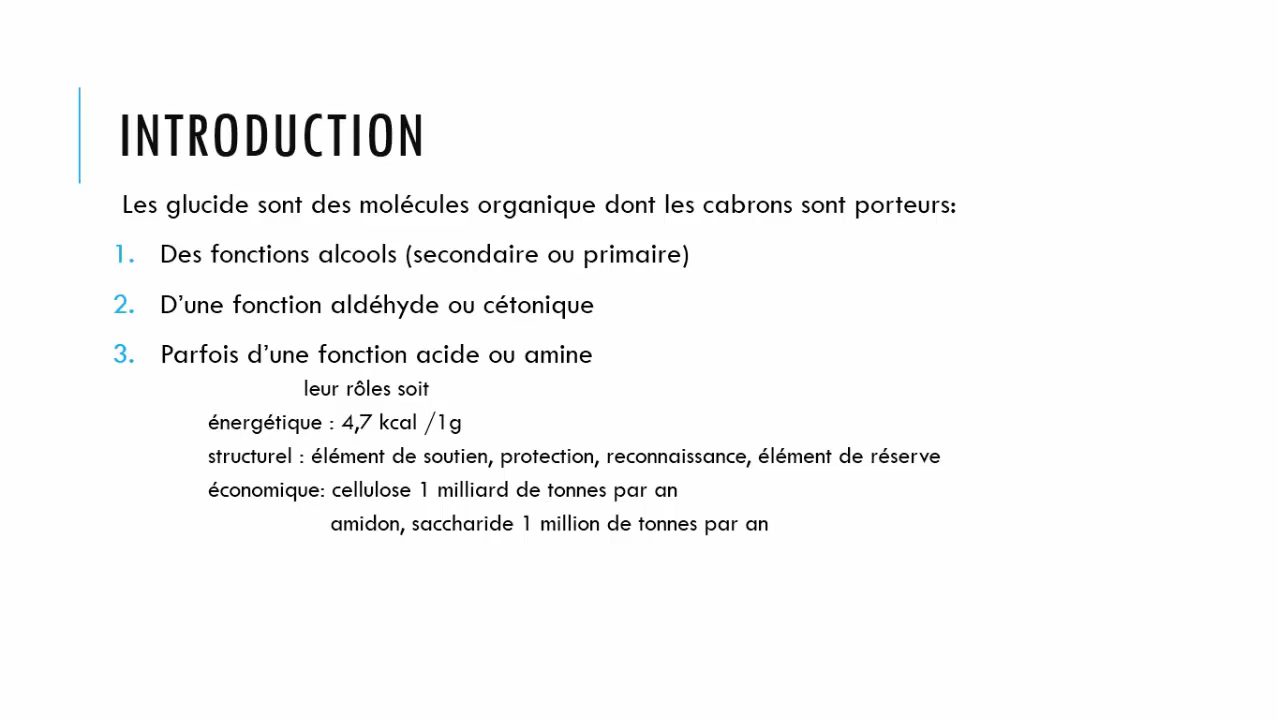 INTRODUCTION
Les glucide sont des molécules organique dont les cabrons sont porteurs:
1. Des fonctions alcools (secondaire ou primaire)
2. D’une fonction aldéhyde ou cétonique
3. Parfois d’une fonction acide ou amine
leur rôles soit
énergétique : 4,7 kcal /1g
structurel : élément de soutien, protection, reconnaissance, élément de réserve
économique: cellulose 1 milliard de tonnes par an
amidon, saccharide 1 million de tonnes par an